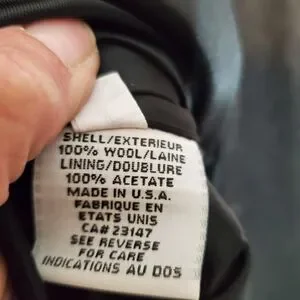 SHELL/EXTERIEUR
100% WOOL/LAINE
LINING/DOUBLURE
100% ACETATE
MADE IN U.S.A.
FABRIQUE EN
ETATS UNIS
CA# 23147
SEE REVERSE
FOR CARE
INDICATIONS AU DOS